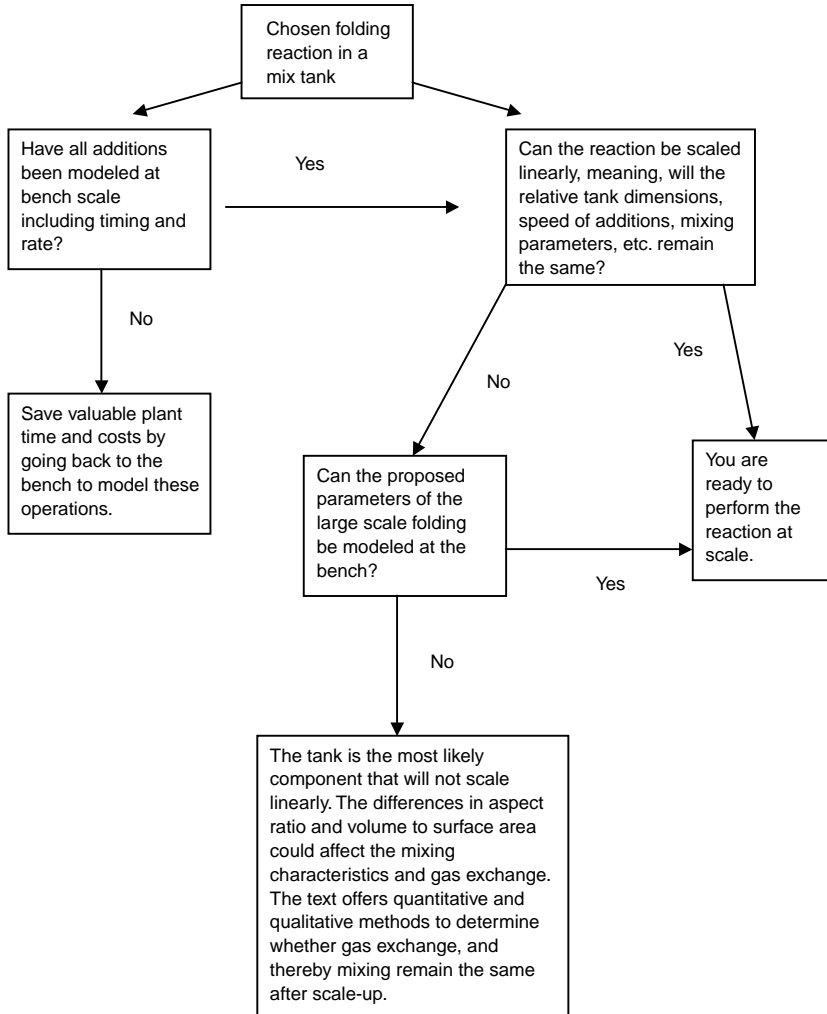 Chosen folding
reaction in a
mix tank
Have all additions
been modeled at
bench scale
including timing and
rate?
Yes
Can the reaction be scaled
linearly, meaning, will the
relative tank dimensions,
speed of additions, mixing
parameters, etc. remain
the same?
No
Yes
No
Save valuable plant
time and costs by
going back to the
bench to model these
operations.
Can the proposed
parameters of the
large scale folding
be modeled at the
bench?
You are
ready to
perform the
reaction at
scale.
Yes
No
The tank is the most likely
component that will not scale
linearly. The differences in aspect
ratio and volume to surface area
could affect the mixing
characteristics and gas exchange.
The text offers quantitative and
qualitative methods to determine
whether gas exchange, and
thereby mixing remain the same
after scale-up.